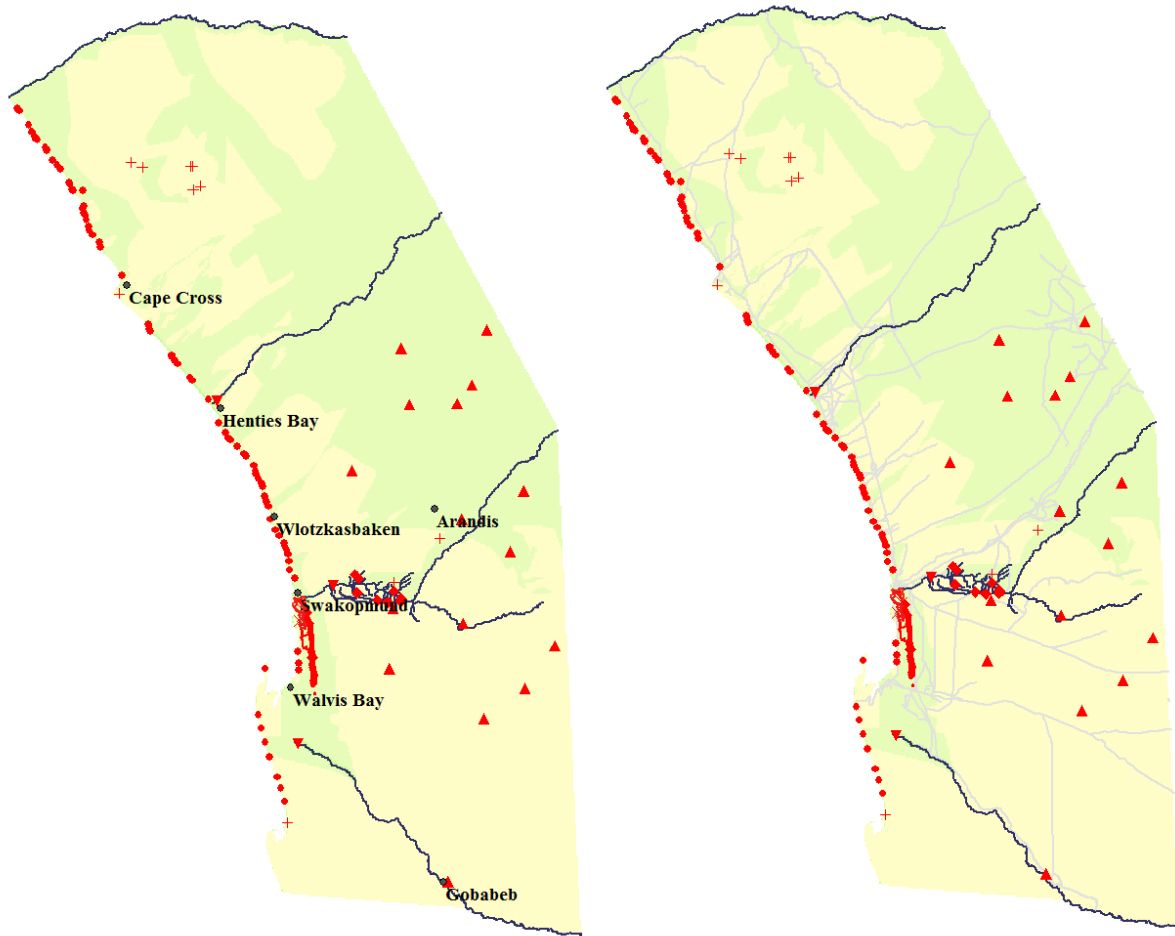 Cape Cross
Henties Bay
Arandis
Wlotzkasbaken
Swakopmund
Walvis Bay
Gobabeb